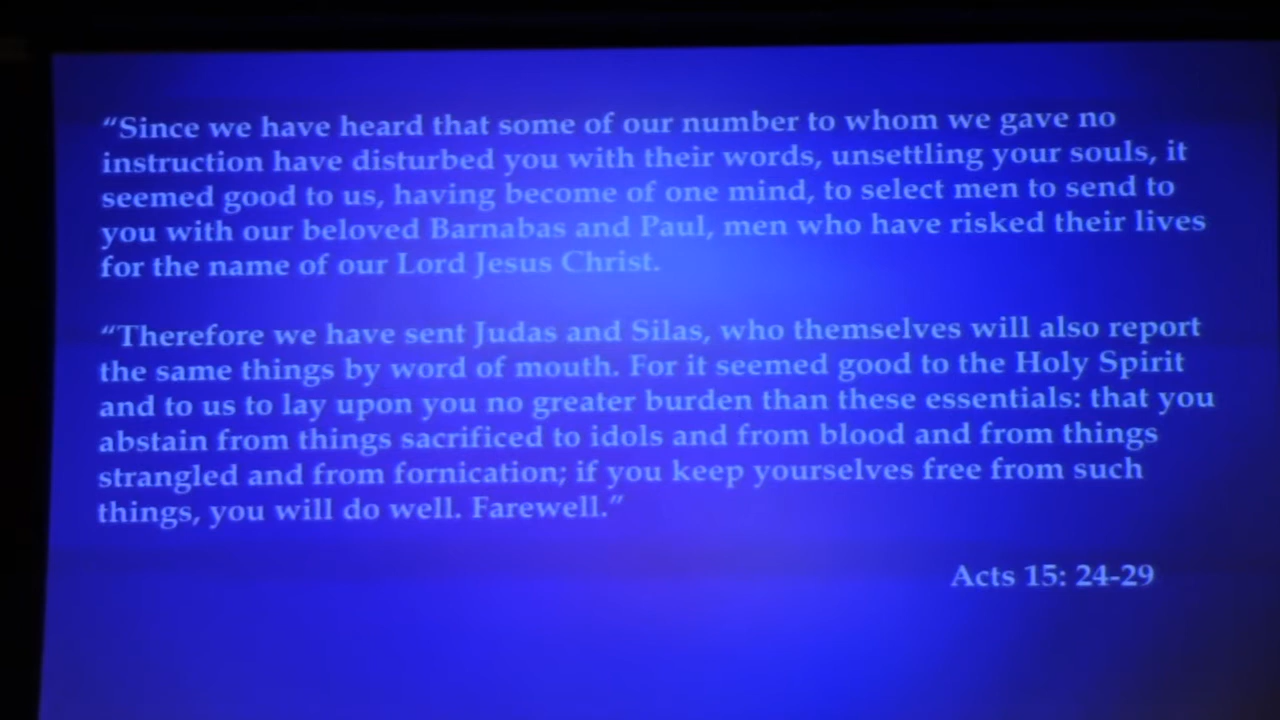 “Since we have heard that some of our number to whom we gave no
instruction have disturbed you with their words, unsettling your souls, it
seemed good to us, having become of one mind, to select men to send to
you with our beloved Barnabas and Paul, men who have risked their lives
for the name of our Lord Jesus Christ.
“Therefore we have sent Judas and Silas, who themselves will also report
the same things by word of mouth. For it seemed good to the Holy Spirit
and to us to lay upon you no greater burden than these essentials: that you
abstain from things sacrificed to idols and from blood and from things
strangled and from fornication; if you keep yourselves free from such
things, you will do well. Farewell.”
Acts 15: 24-29